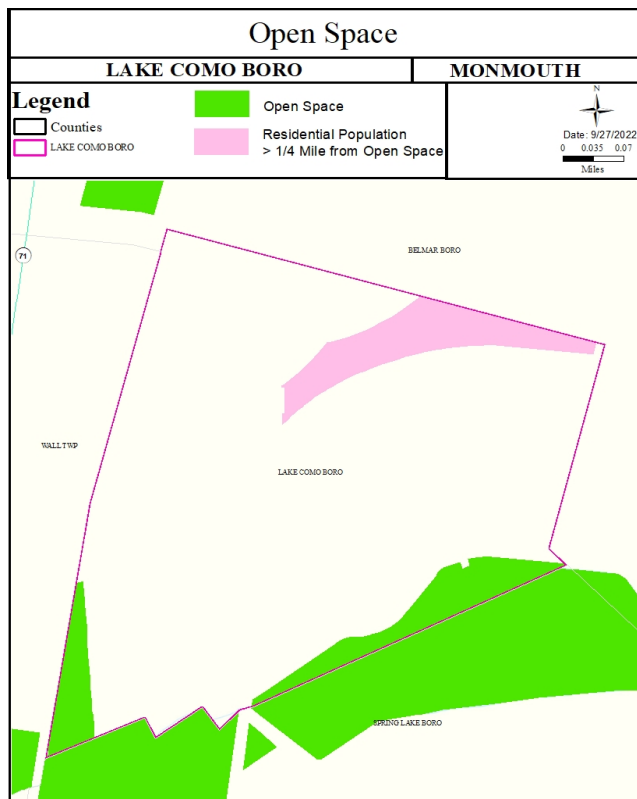 Open Space
LAKE COMO BORO
MONMOUTH
Legend
Counties
LAKE COMO BORO
Open Space
Residential Population
> 1/4 Mile from Open Space
N
Date: 9/27/2022
0 0.035 0.07
Miles
71
BELMAR BORO
WALL TWP
LAKE COMO BORO
SPRING LAKE BORO